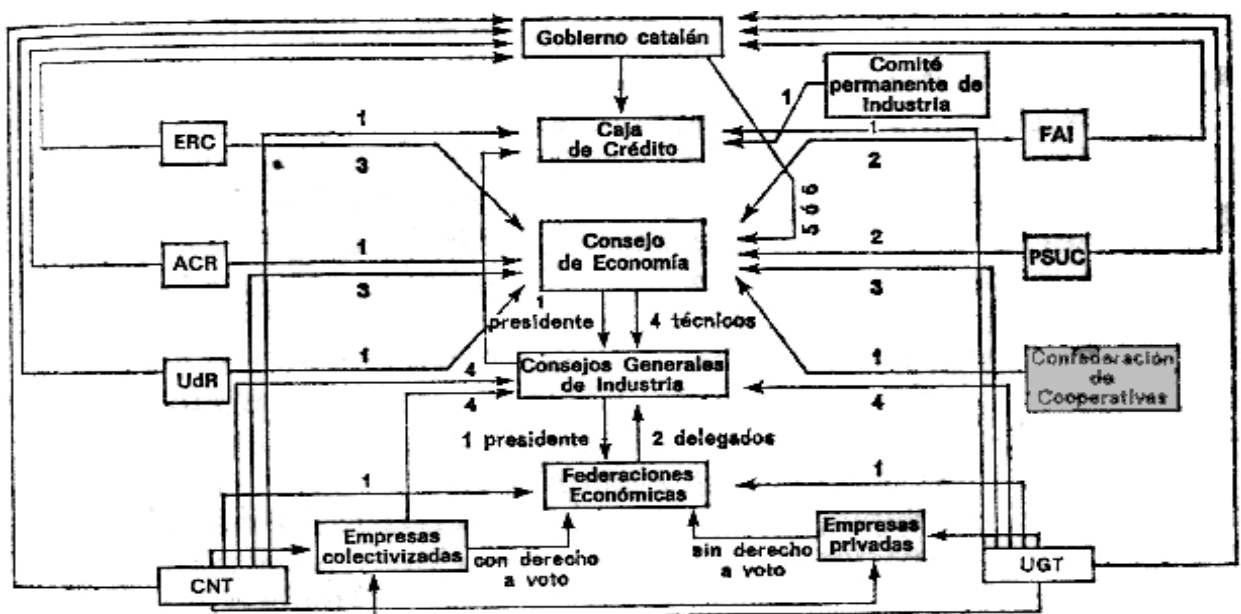 Gobierno catalán
Comité
permanente de
Industria
1
1
Caja
de Crédito
1
ERC
FAI
3
2
5 ó 6
Consejo
de Economía
1
2
ACR
PSUC
3
3
1
presidente
4 técnicos
1
1
UdR
4
Consejos Generales
de Industria
Confederación
de
Cooperativas
4
4
1 presidente
2 delegados
1
Federaciones
Económicas
1
Empresas
colectivizadas
con derecho
a voto
sin derecho
a voto
Empresas
privadas
CNT
UGT